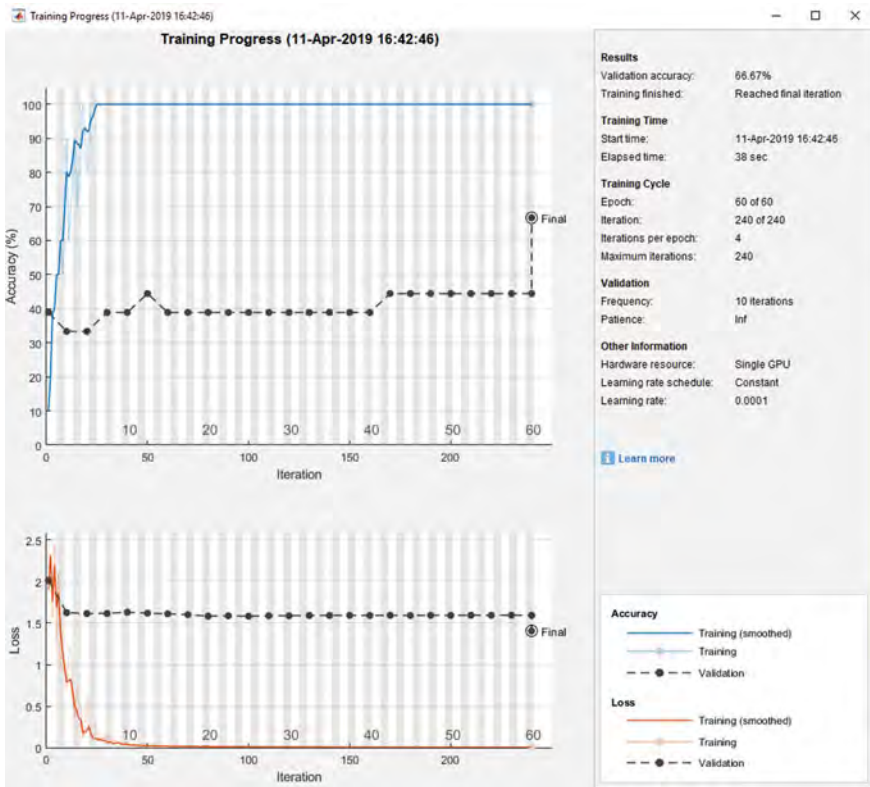 Training Progress (11-Apr-2019 16:42:46)
Training Progress (11-Apr-2019 16:42:46)
100
90
80
70
60
50
40
30
20
10
0
Accuracy (%)
Final
10 20 30 40 50 60
0 50 100 150 200
Iteration
2.5
2
1.5
1
0.5
0
Loss
Final
10 20 30 40 50 60
0 50 100 150 200
Iteration
Results
Validation accuracy: 66.67%
Training finished: Reached final iteration
Training Time
Start time: 11-Apr-2019 16:42:46
Elapsed time: 38 sec
Training Cycle
Epoch: 60 of 60
Iteration: 240 of 240
Iterations per epoch: 4
Maximum iterations: 240
Validation
Frequency: 10 iterations
Patience: Inf
Other Information
Hardware resource: Single GPU
Learning rate schedule: Constant
Learning rate: 0.0001
i Learn more
Accuracy
Training (smoothed)
Training
Validation
Loss
Training (smoothed)
Training
Validation